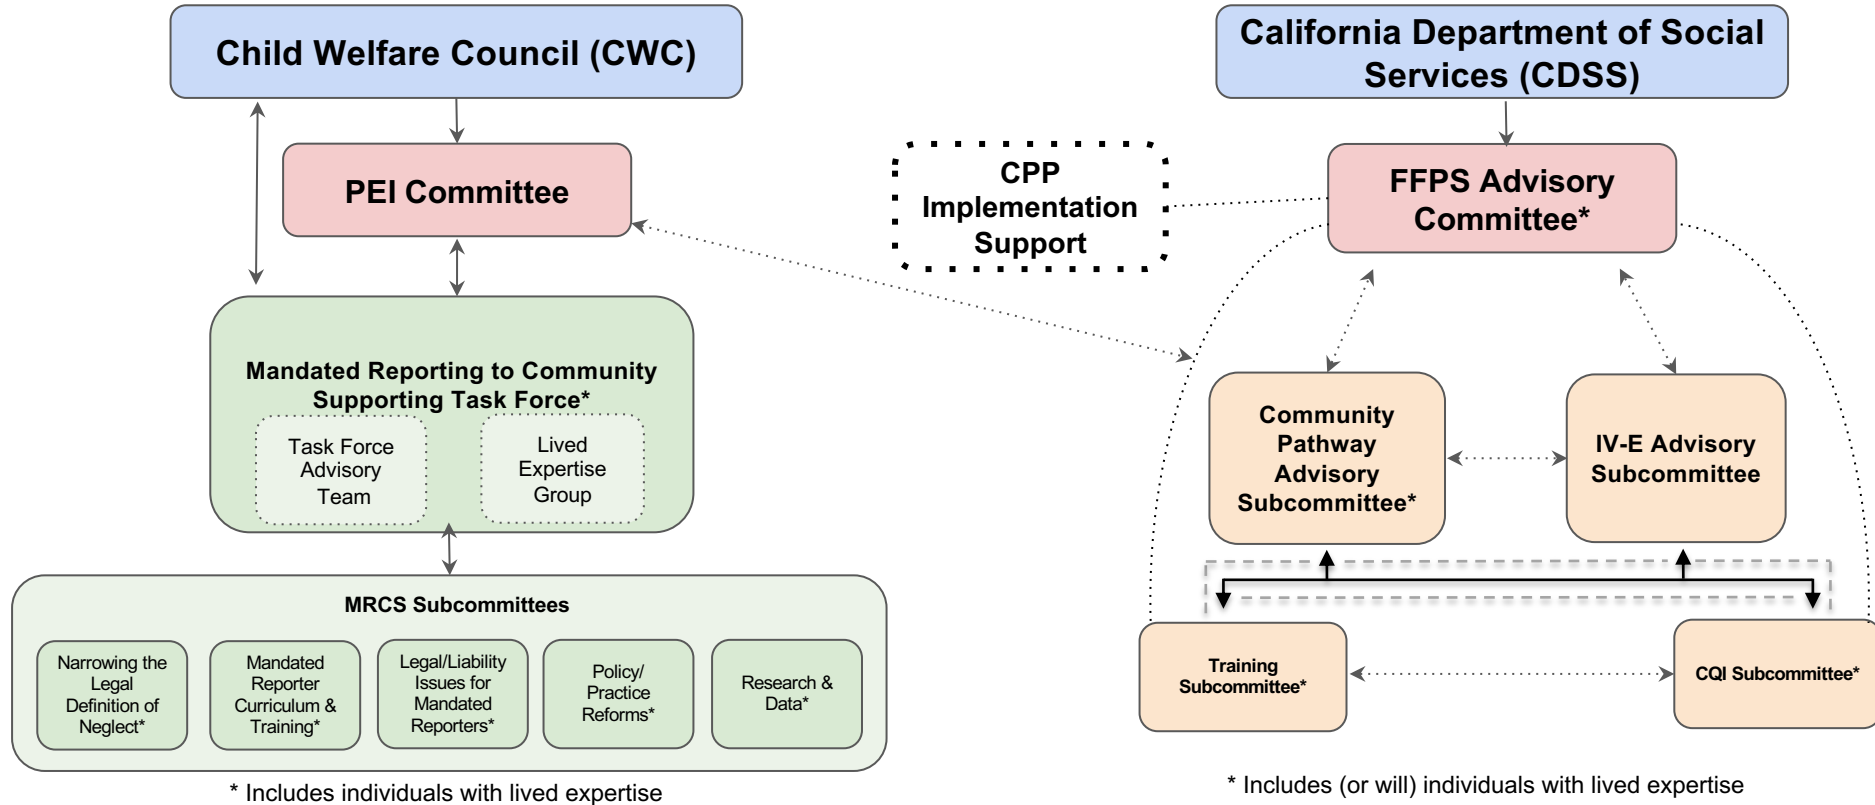 Child Welfare Council (CWC)
PEI Committee
Mandated Reporting to Community
Supporting Task Force*
Task Force
Advisory
Team
Lived
Expertise
Group
MRCS Subcommittees
Narrowing the
Legal
Definition of
Neglect*
Mandated
Reporter
Curriculum &
Training*
Legal/Liability
Issues for
Mandated
Reporters*
Policy/
Practice
Reforms*
Research &
Data*
* Includes individuals with lived expertise
California Department of Social
Services (CDSS)
CPP
Implementation
Support
FFPS Advisory
Committee*
Community
Pathway
Advisory
Subcommittee*
IV-E Advisory
Subcommittee
Training
Subcommittee*
CQI Subcommittee*
* Includes (or will) individuals with lived expertise